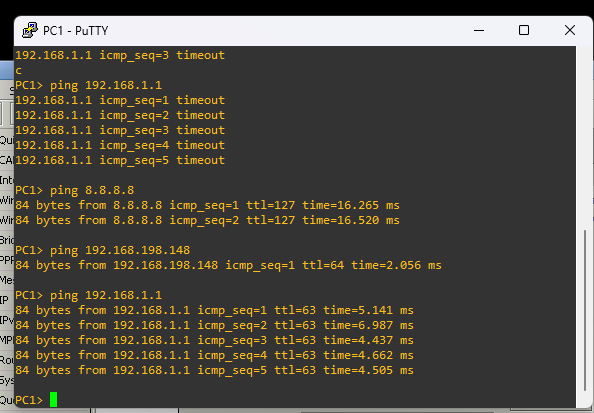 PC1 - PuTTY
192.168.1.1 icmp_seq=3 timeout
c
PC1> ping 192.168.1.1
192.168.1.1 icmp_seq=1 timeout
192.168.1.1 icmp_seq=2 timeout
192.168.1.1 icmp_seq=3 timeout
192.168.1.1 icmp_seq=4 timeout
192.168.1.1 icmp_seq=5 timeout
PC1> ping 8.8.8.8
84 bytes from 8.8.8.8 icmp_seq=1 ttl=127 time=16.265 ms
84 bytes from 8.8.8.8 icmp_seq=2 ttl=127 time=16.520 ms
PC1> ping 192.168.198.148
84 bytes from 192.168.198.148 icmp_seq=1 ttl=64 time=2.056 ms
PC1> ping 192.168.1.1
84 bytes from 192.168.1.1 icmp_seq=1 ttl=63 time=5.141 ms
84 bytes from 192.168.1.1 icmp_seq=2 ttl=63 time=6.987 ms
84 bytes from 192.168.1.1 icmp_seq=3 ttl=63 time=4.437 ms
84 bytes from 192.168.1.1 icmp_seq=4 ttl=63 time=4.662 ms
84 bytes from 192.168.1.1 icmp_seq=5 ttl=63 time=4.505 ms
PC1>